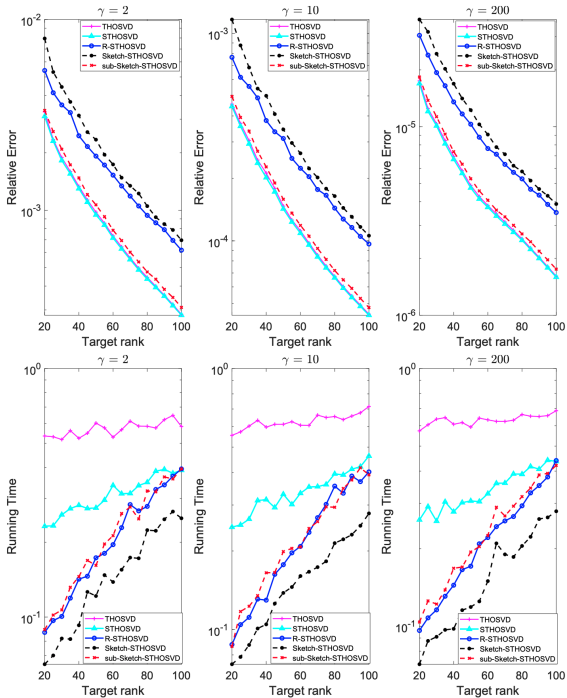 γ = 2
γ = 10
γ = 200
10^-2
10^-3
Relative Error
20 40 60 80 100
Target rank
THOSVD
STHOSVD
R-STHOSVD
Sketch-STHOSVD
sub-Sketch-STHOSVD
10^-3
10^-4
Relative Error
20 40 60 80 100
Target rank
THOSVD
STHOSVD
R-STHOSVD
Sketch-STHOSVD
sub-Sketch-STHOSVD
10^-5
10^-6
Relative Error
20 40 60 80 100
Target rank
THOSVD
STHOSVD
R-STHOSVD
Sketch-STHOSVD
sub-Sketch-STHOSVD
γ = 2
γ = 10
γ = 200
10^0
10^-1
Running Time
20 40 60 80 100
Target rank
THOSVD
STHOSVD
R-STHOSVD
Sketch-STHOSVD
sub-Sketch-STHOSVD
10^0
10^-1
Running Time
20 40 60 80 100
Target rank
THOSVD
STHOSVD
R-STHOSVD
Sketch-STHOSVD
sub-Sketch-STHOSVD
10^0
10^-1
Running Time
20 40 60 80 100
Target rank
THOSVD
STHOSVD
R-STHOSVD
Sketch-STHOSVD
sub-Sketch-STHOSVD